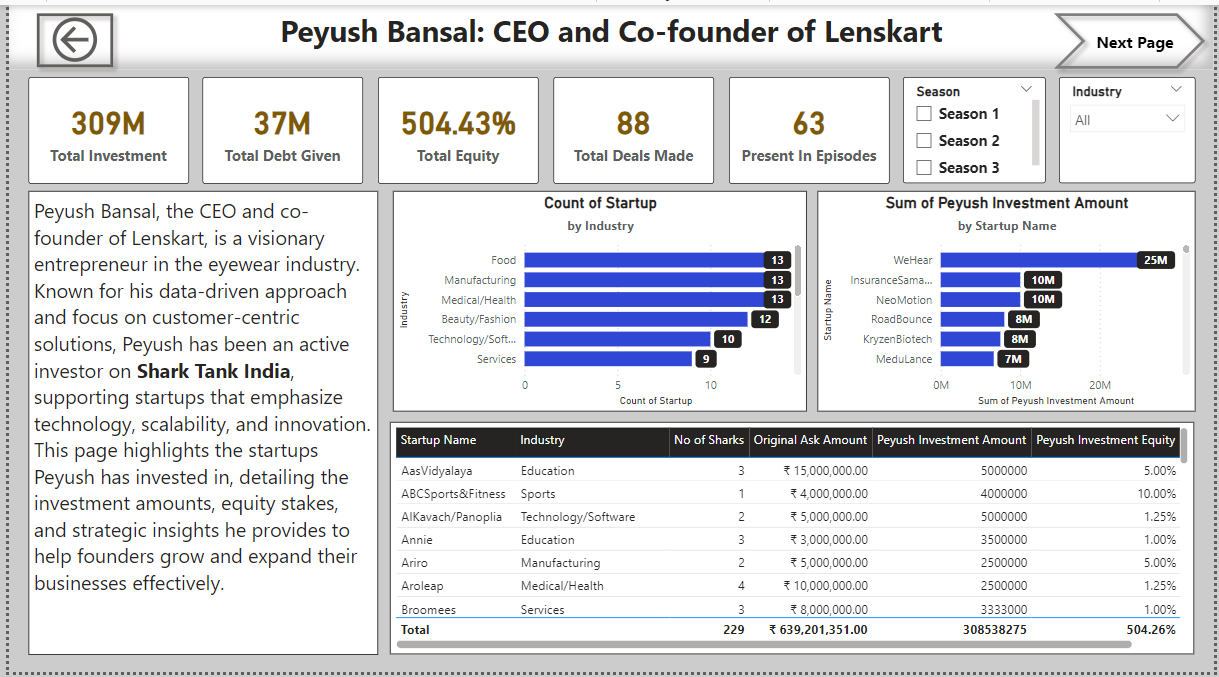 Peyush Bansal: CEO and Co-founder of Lenskart
Next Page
309M
Total Investment
37M
Total Debt Given
504.43%
Total Equity
88
Total Deals Made
63
Present In Episodes
Season
Season 1
Season 2
Season 3
Industry
All
Peyush Bansal, the CEO and co-
founder of Lenskart, is a visionary
entrepreneur in the eyewear industry.
Known for his data-driven approach
and focus on customer-centric
solutions, Peyush has been an active
investor on Shark Tank India,
supporting startups that emphasize
technology, scalability, and innovation.
This page highlights the startups
Peyush has invested in, detailing the
investment amounts, equity stakes,
and strategic insights he provides to
help founders grow and expand their
businesses effectively.
Count of Startup
by Industry
Industry
Food 13
Manufacturing 13
Medical/Health 13
Beauty/Fashion 12
Technology/Soft... 10
Services 9
0 5 10
Count of Startup
Sum of Peyush Investment Amount
by Startup Name
Startup Name
WeHear 25M
InsuranceSama... 10M
NeoMotion 10M
RoadBounce 8M
KryzenBiotech 8M
MeduLance 7M
0M 10M 20M
Sum of Peyush Investment Amount
Startup Name Industry No of Sharks Original Ask Amount Peyush Investment Amount Peyush Investment Equity
AasVidyalaya Education 3 ₹ 15,000,000.00 5000000 5.00%
ABCSports&Fitness Sports 1 ₹ 4,000,000.00 4000000 10.00%
AlKavach/Panoplia Technology/Software 2 ₹ 5,000,000.00 5000000 1.25%
Annie Education 3 ₹ 3,000,000.00 3500000 1.00%
Ariro Manufacturing 2 ₹ 5,000,000.00 2500000 5.00%
Aroleap Medical/Health 4 ₹ 10,000,000.00 2500000 1.25%
Broomees Services 3 ₹ 8,000,000.00 3333000 1.00%
Total 229 ₹ 639,201,351.00 308538275 504.26%